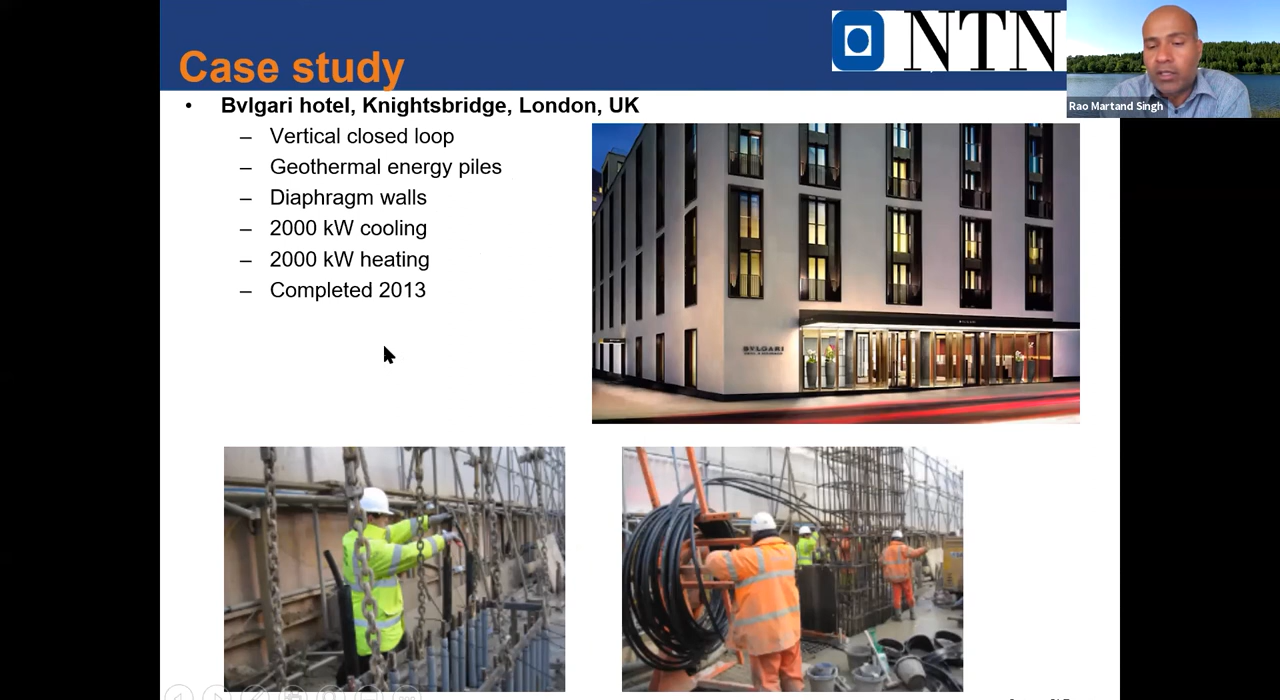 Case study
NTN
Rao Martand Singh
• Bvlgari hotel, Knightsbridge, London, UK
– Vertical closed loop
– Geothermal energy piles
– Diaphragm walls
– 2000 kW cooling
– 2000 kW heating
– Completed 2013
BVLGARI